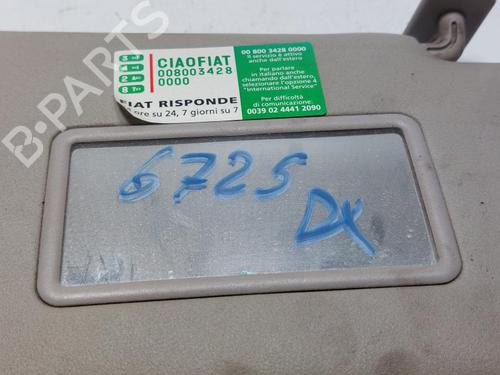 CIAOFIAT
008003428
0000
FIAT RISPONDE
ore su 24, 7 giorni su 7
00 800 3428 0000
Il servizio è attivo
anche dall'estero
Per parlare
in italiano anche
chiamando dall'estero,
selezionare l'opzione 4
"International Service"
Per difficoltà
di comunicazione:
0039 02 4441 2090
6725
DX
B-PARTS